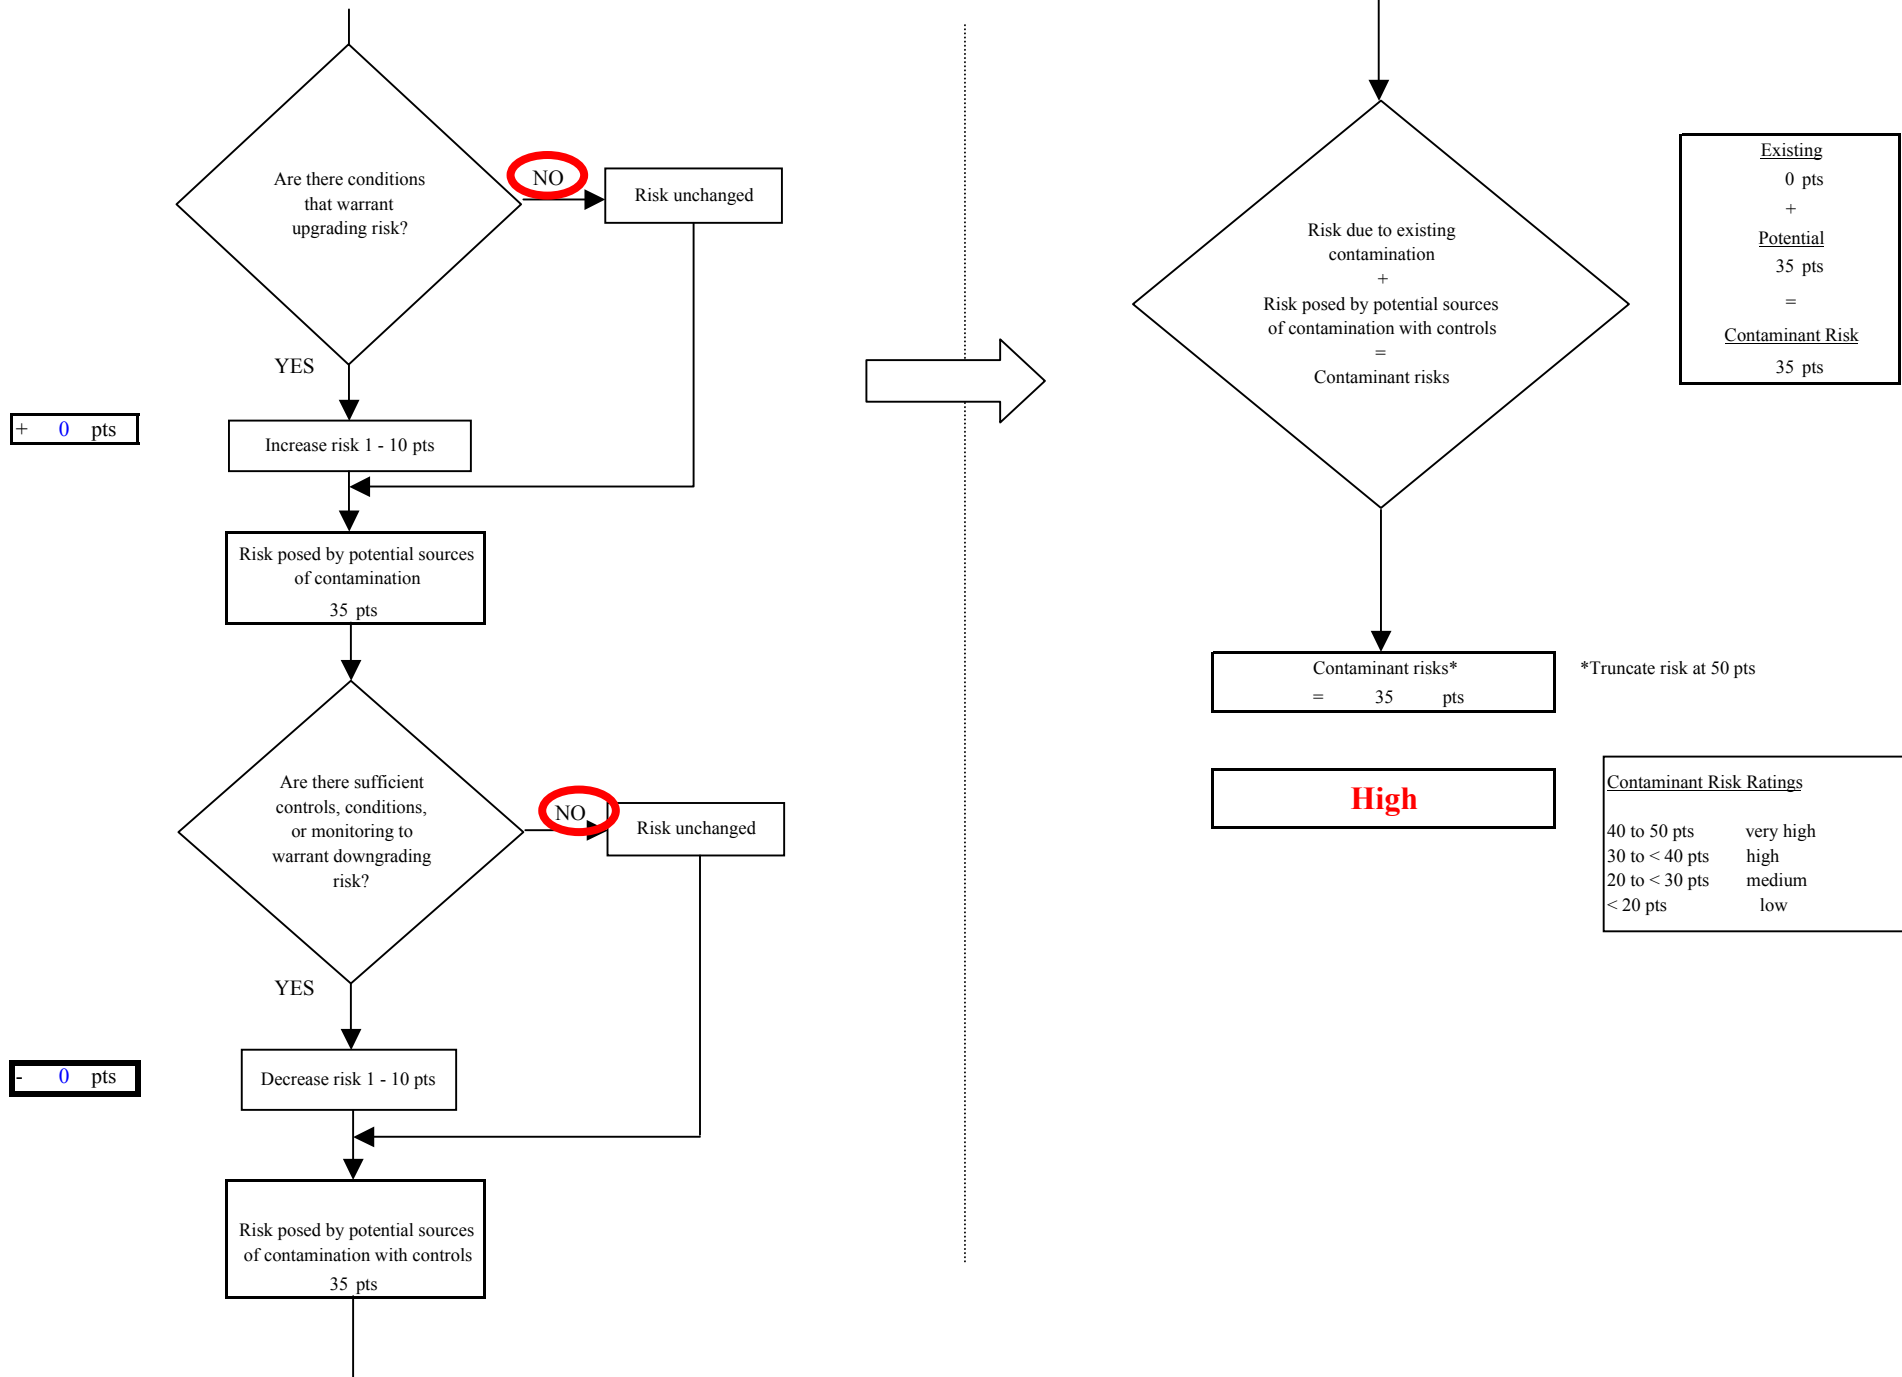 Are there conditions
that warrant
upgrading risk?
NO
Risk unchanged
YES
+ 0 pts
Increase risk 1 - 10 pts
Risk posed by potential sources
of contamination
35 pts
Are there sufficient
controls, conditions,
or monitoring to
warrant downgrading
risk?
NO
Risk unchanged
YES
- 0 pts
Decrease risk 1 - 10 pts
Risk posed by potential sources
of contamination with controls
35 pts
Risk due to existing
contamination
+
Risk posed by potential sources
of contamination with controls
=
Contaminant risks
Existing
0 pts
+
Potential
35 pts
=
Contaminant Risk
35 pts
Contaminant risks*
= 35 pts
*Truncate risk at 50 pts
High
Contaminant Risk Ratings
40 to 50 pts very high
30 to < 40 pts high
20 to < 30 pts medium
< 20 pts low